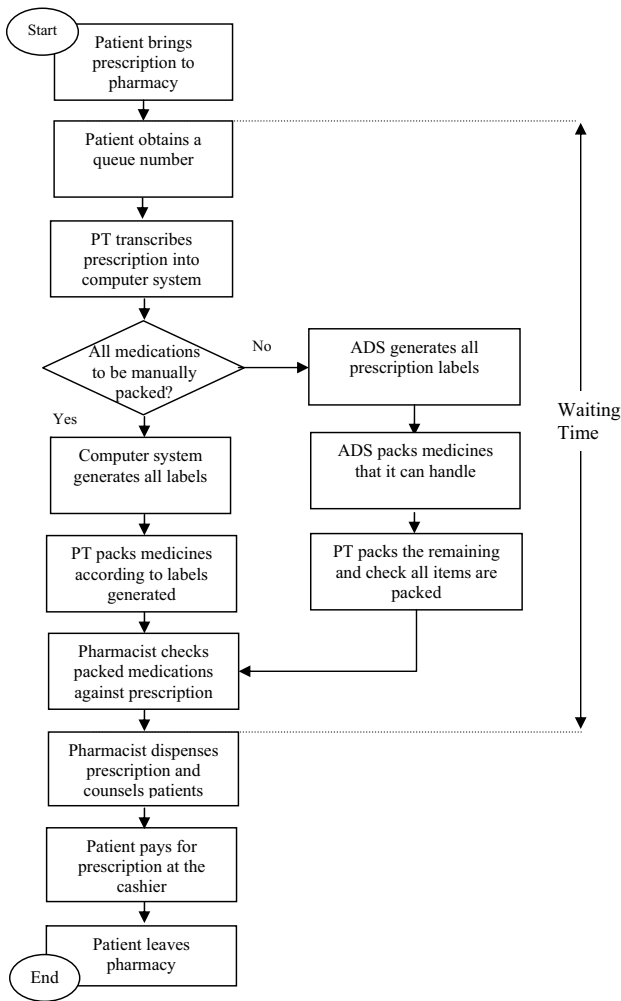 Start
Patient brings
prescription to
pharmacy
Patient obtains a
queue number
PT transcribes
prescription into
computer system
All medications
to be manually
packed?
No
ADS generates all
prescription labels
Yes
Computer system
generates all labels
ADS packs medicines
that it can handle
PT packs medicines
according to labels
generated
PT packs the remaining
and check all items are
packed
Pharmacist checks
packed medications
against prescription
Waiting
Time
Pharmacist dispenses
prescription and
counsels patients
Patient pays for
prescription at the
cashier
Patient leaves
pharmacy
End